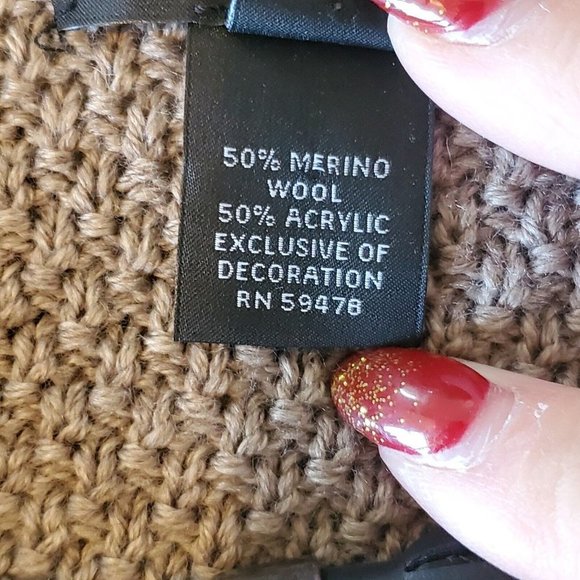 50% MERINO
WOOL
50% ACRYLIC
EXCLUSIVE OF
DECORATION
RN 59478